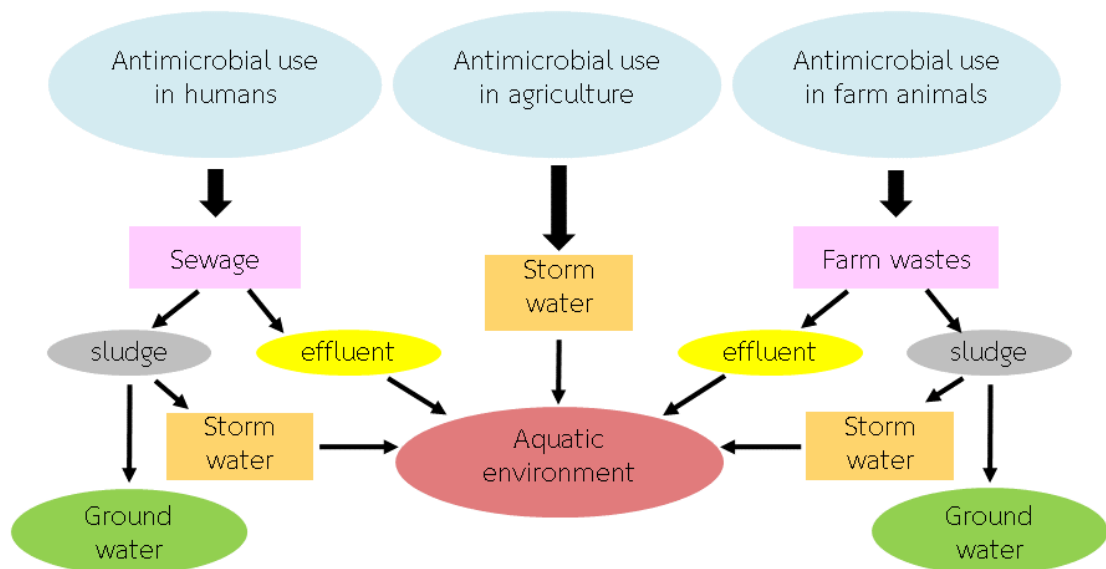 Antimicrobial use
in humans
Antimicrobial use
in agriculture
Antimicrobial use
in farm animals
Sewage
Storm
water
Farm wastes
sludge
effluent
effluent
sludge
Storm
water
Aquatic
environment
Storm
water
Ground
water
Ground
water